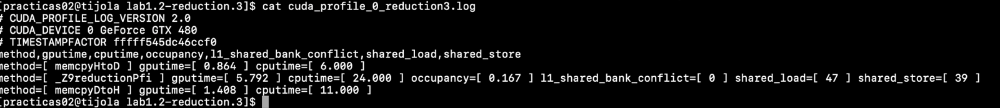 [practicas02@tijola lab1.2-reduction.3]$ cat cuda_profile_0_reduction3.log
# CUDA_PROFILE_LOG_VERSION 2.0
# CUDA_DEVICE 0 GeForce GTX 480
# TIMESTAMPFACTOR fffff545dc46ccf0
method,gputime,cputime,occupancy,l1_shared_bank_conflict,shared_load,shared_store
method=[ memcpyHtoD ] gputime=[ 0.864 ] cputime=[ 6.000 ]
method=[ _Z9reductionPfi ] gputime=[ 5.792 ] cputime=[ 24.000 ] occupancy=[ 0.167 ] l1_shared_bank_conflict=[ 0 ] shared_load=[ 47 ] shared_store=[ 39 ]
method=[ memcpyDtoH ] gputime=[ 1.408 ] cputime=[ 11.000 ]
[practicas02@tijola lab1.2-reduction.3]$